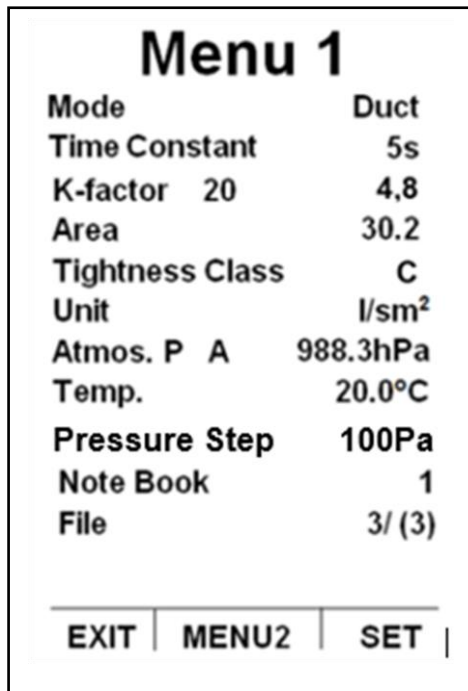 Menu 1
Mode Duct
Time Constant 5s
K-factor 20 4,8
Area 30.2
Tightness Class C
Unit l/sm²
Atmos. P A 988.3hPa
Temp. 20.0°C
Pressure Step 100Pa
Note Book 1
File 3/ (3)
EXIT MENU2 SET